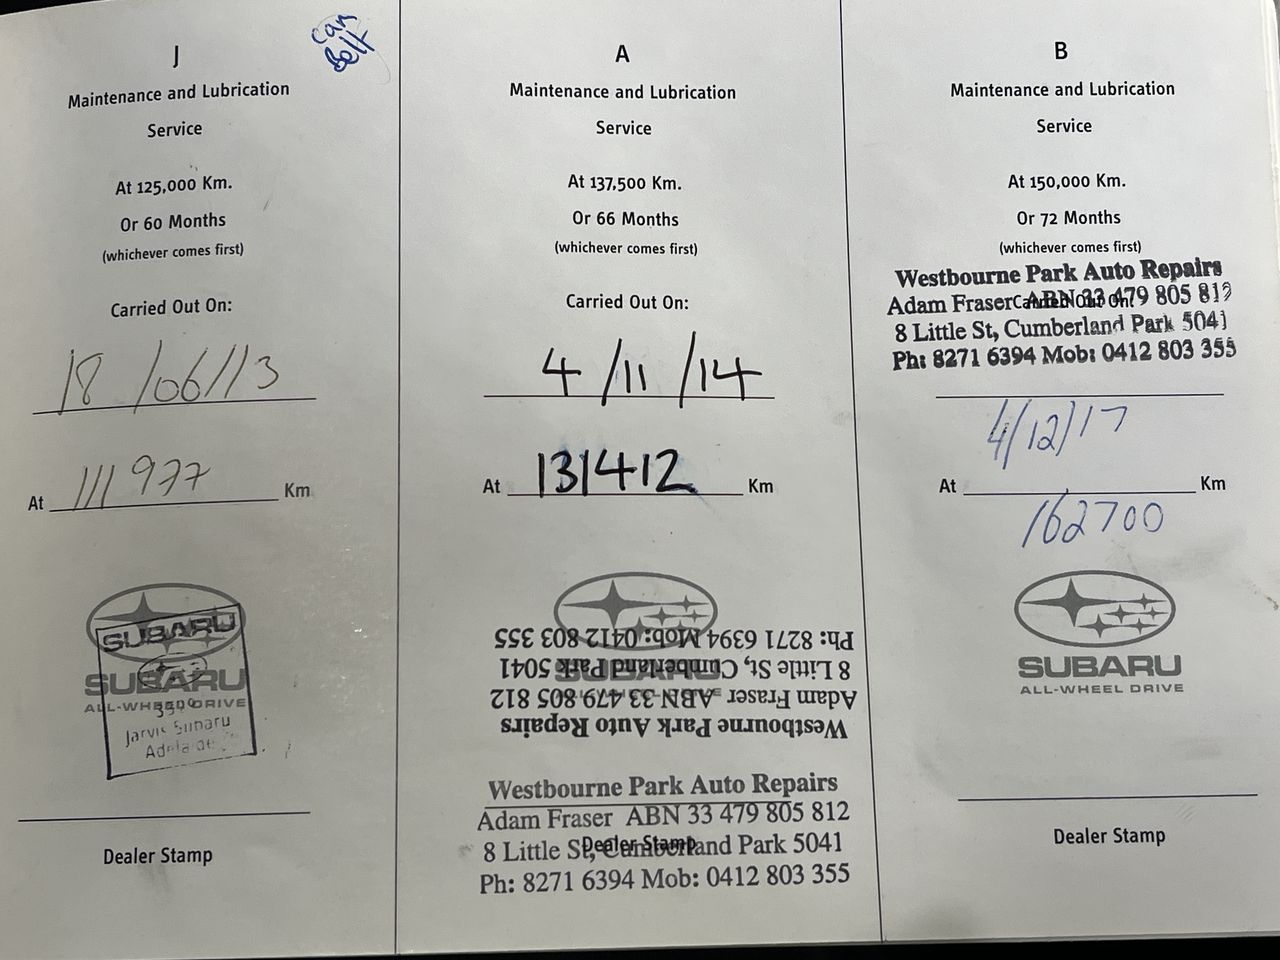 J
Cam
Belt
Maintenance and Lubrication
Service
At 125,000 Km.
Or 60 Months
(whichever comes first)
Carried Out On:
18/06/13
At 111977 Km
SUBARU
SUBARU
ALL-WHEEL DRIVE
Jarvis Subaru
Adelaide
Dealer Stamp
A
Maintenance and Lubrication
Service
At 137,500 Km.
Or 66 Months
(whichever comes first)
Carried Out On:
4/11/14
At 131412 Km
Westbourne Park Auto Repairs
Adam Fraser ABN 33 479 805 812
8 Little St, Cumberland Park 5041
Ph: 8271 6394 Mob: 0412 803 355
Westbourne Park Auto Repairs
Adam Fraser ABN 33 479 805 812
8 Little St, Cumberland Park 5041
Ph: 8271 6394 Mob: 0412 803 355
Dealer Stamp
B
Maintenance and Lubrication
Service
At 150,000 Km.
Or 72 Months
(whichever comes first)
Westbourne Park Auto Repairs
Adam Fraser ABN 33 479 805 812
Carried Out On:
8 Little St, Cumberland Park 5041
Ph: 8271 6394 Mob: 0412 803 355
4/12/17
At Km
162700
SUBARU
ALL-WHEEL DRIVE
Dealer Stamp